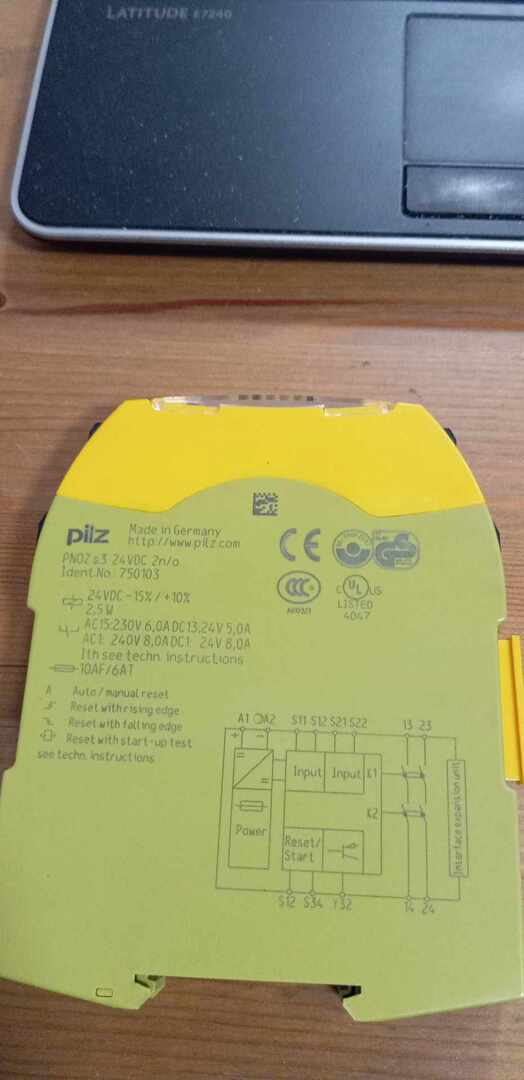 LATITUDE E7240
pilz
Made in Germany
http://www.pilz.com
PNOZ s3 24VDC 2n/o
Ident.No.: 750103
24VDC -15% / +10%
2,5 W
AC15:230V 6,0A DC13:24V 5,0A
AC1: 240V 8,0A DC1: 24V 8,0A
Ith see techn. instructions
10AF/6AT
CE
CCC
C UL US
LISTED
4047
A Auto / manual reset
Reset with rising edge
Reset with falling edge
Reset with start-up test
see techn. instructions
A1 A2 S11 S12 S21 S22 13 23
+ -
Input Input K1
K2
Power
Reset/
Start
Interface expansion unit
S12 S34 Y32 14 24